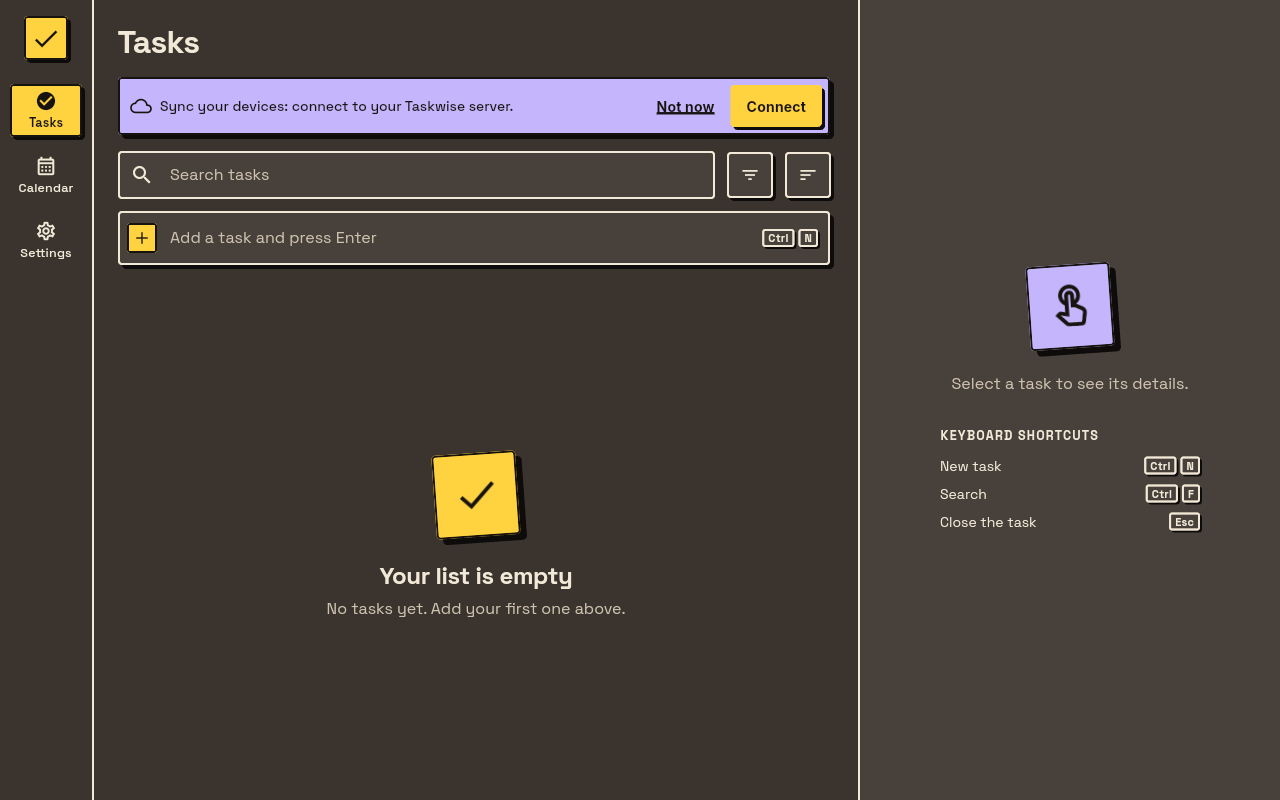 Tasks
Sync your devices: connect to your Taskwise server.
Not now
Connect
Tasks
Search tasks
Calendar
Add a task and press Enter
Ctrl N
Settings
Select a task to see its details.
KEYBOARD SHORTCUTS
New task
Ctrl N
Search
Ctrl F
Close the task
Esc
Your list is empty
No tasks yet. Add your first one above.